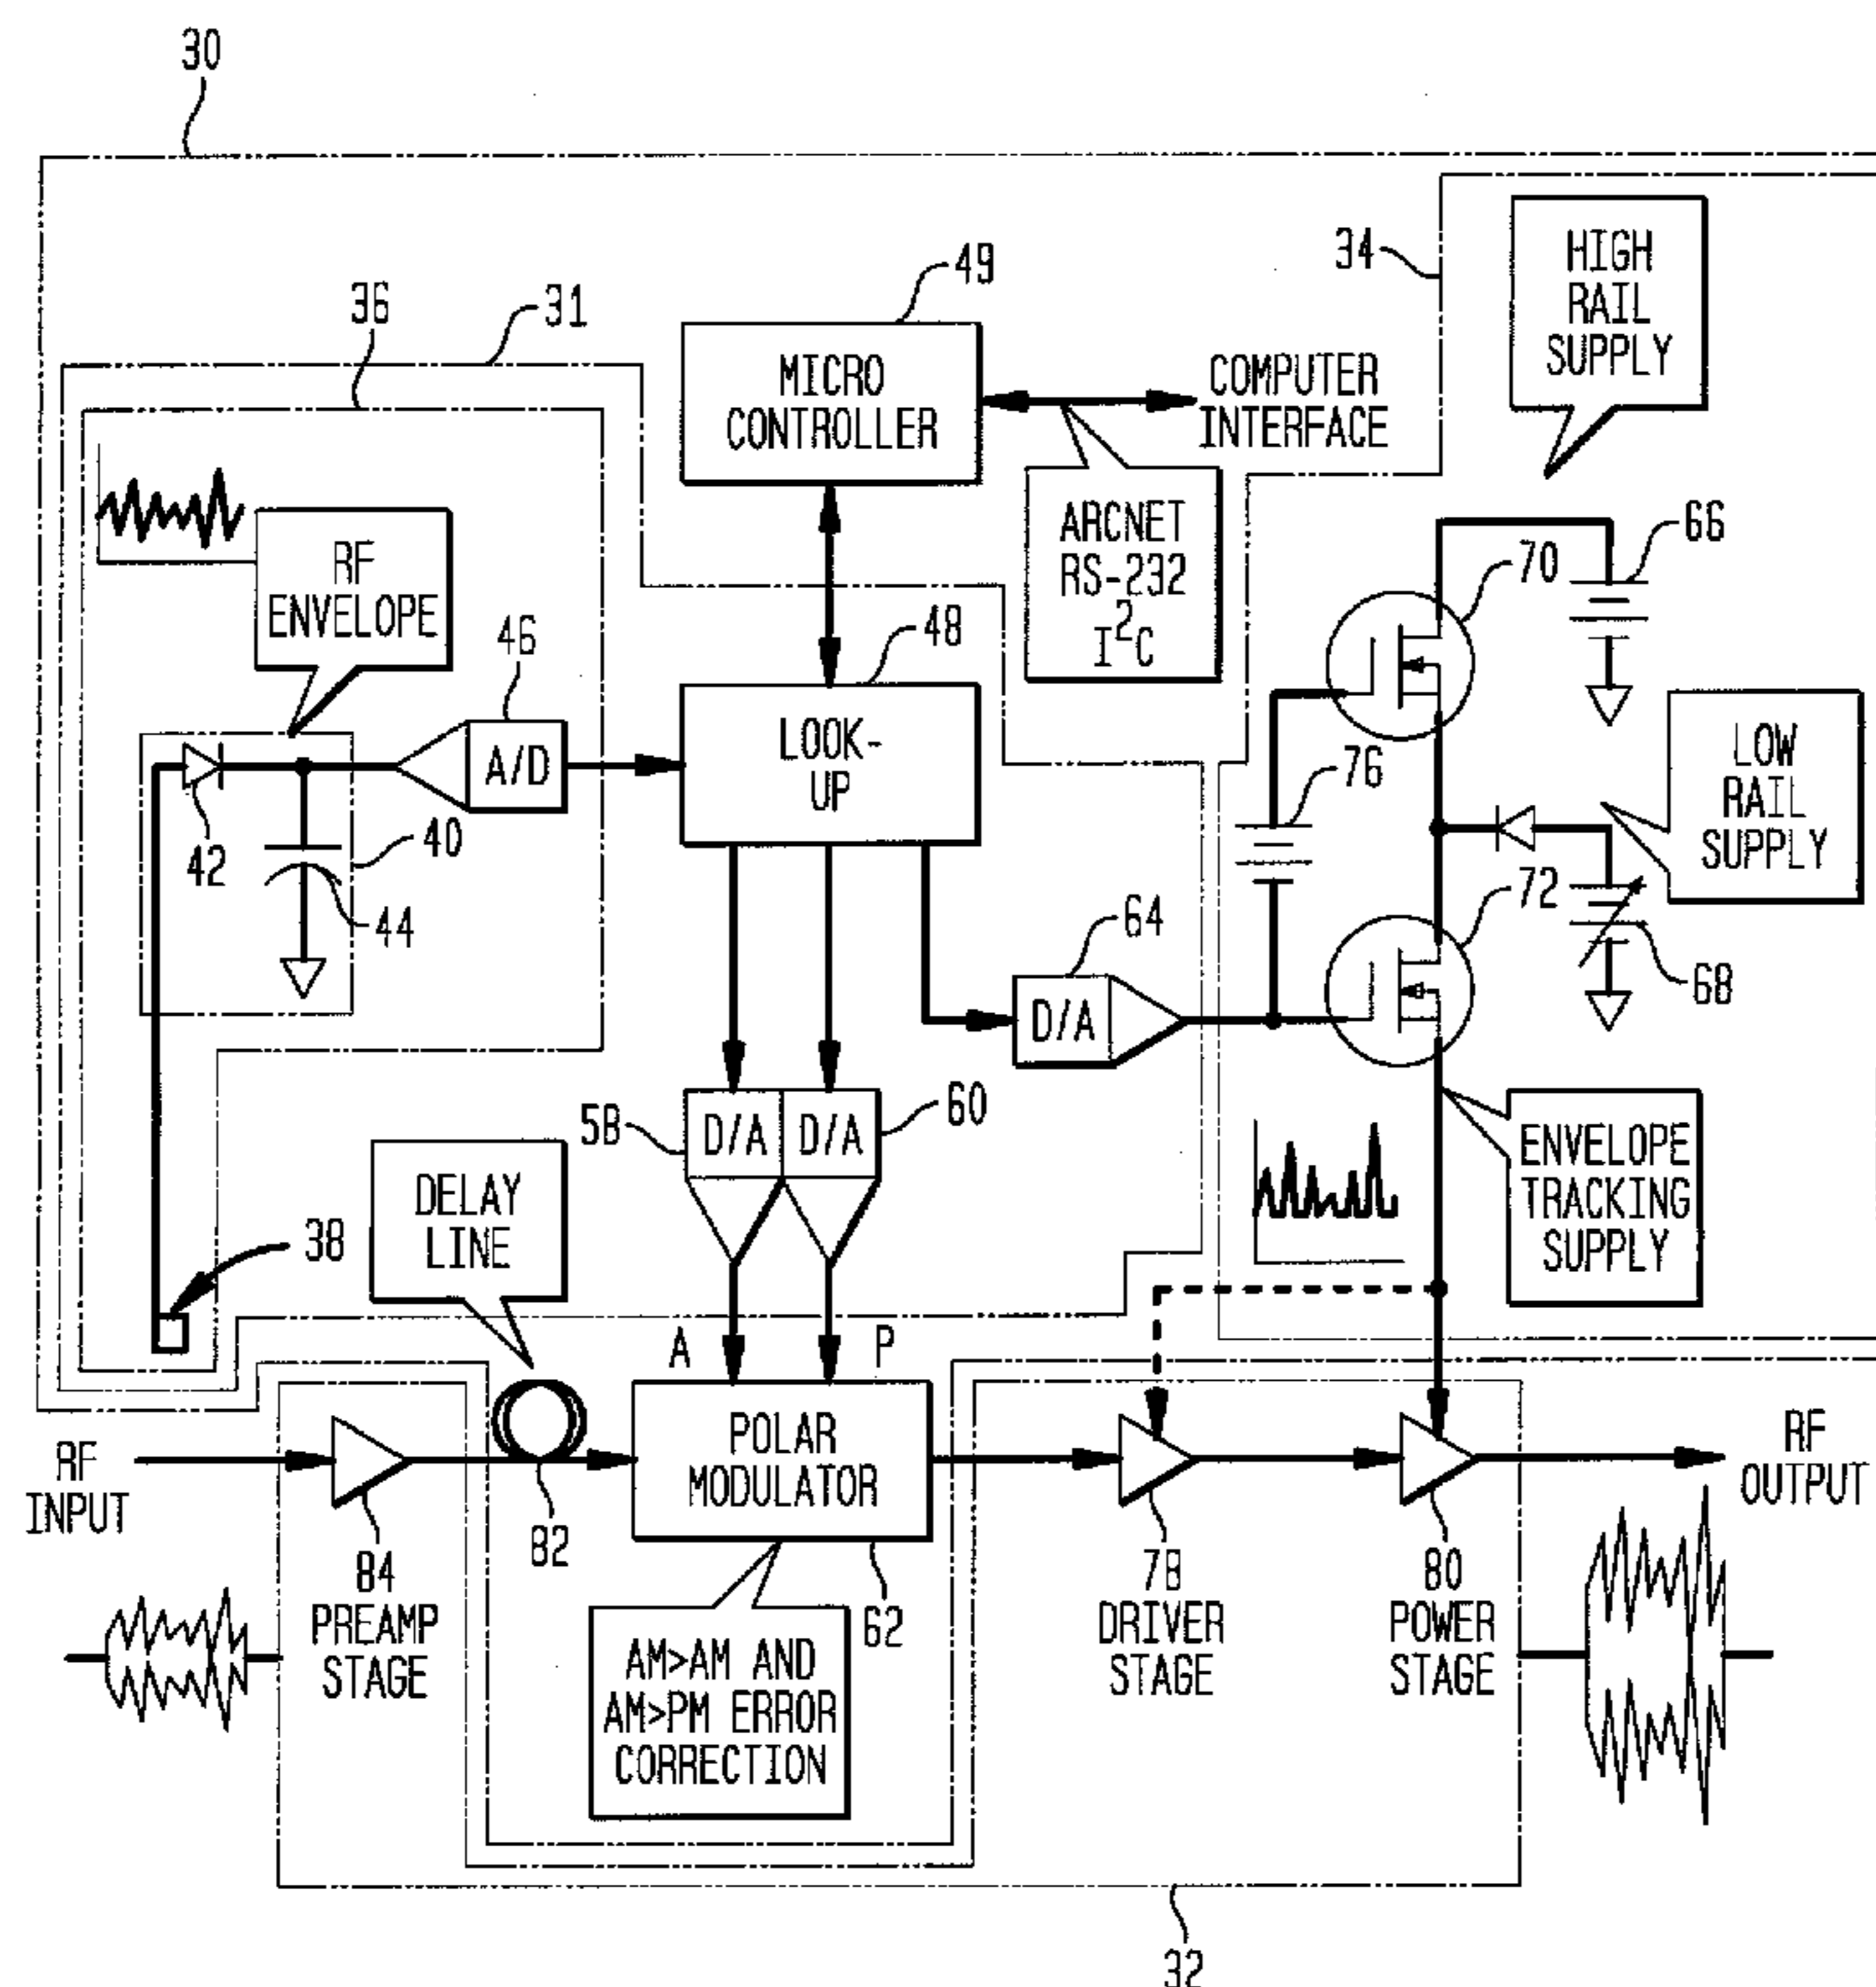 30
34
HIGH
RAIL
SUPPLY
49
36
31
MICRO
CONTROLLER
COMPUTER
INTERFACE
ARCNET
RS-232
I²C
RF
ENVELOPE
46
A/D
48
LOOK-
UP
70
66
76
LOW
RAIL
SUPPLY
42
40
44
72
68
64
D/A
58
D/A
D/A
60
DELAY
LINE
38
ENVELOPE
TRACKING
SUPPLY
A
P
RF
INPUT
POLAR
MODULATOR
RF
OUTPUT
84
PREAMP
STAGE
82
62
AM>AM AND
AM>PM ERROR
CORRECTION
78
DRIVER
STAGE
80
POWER
STAGE
32